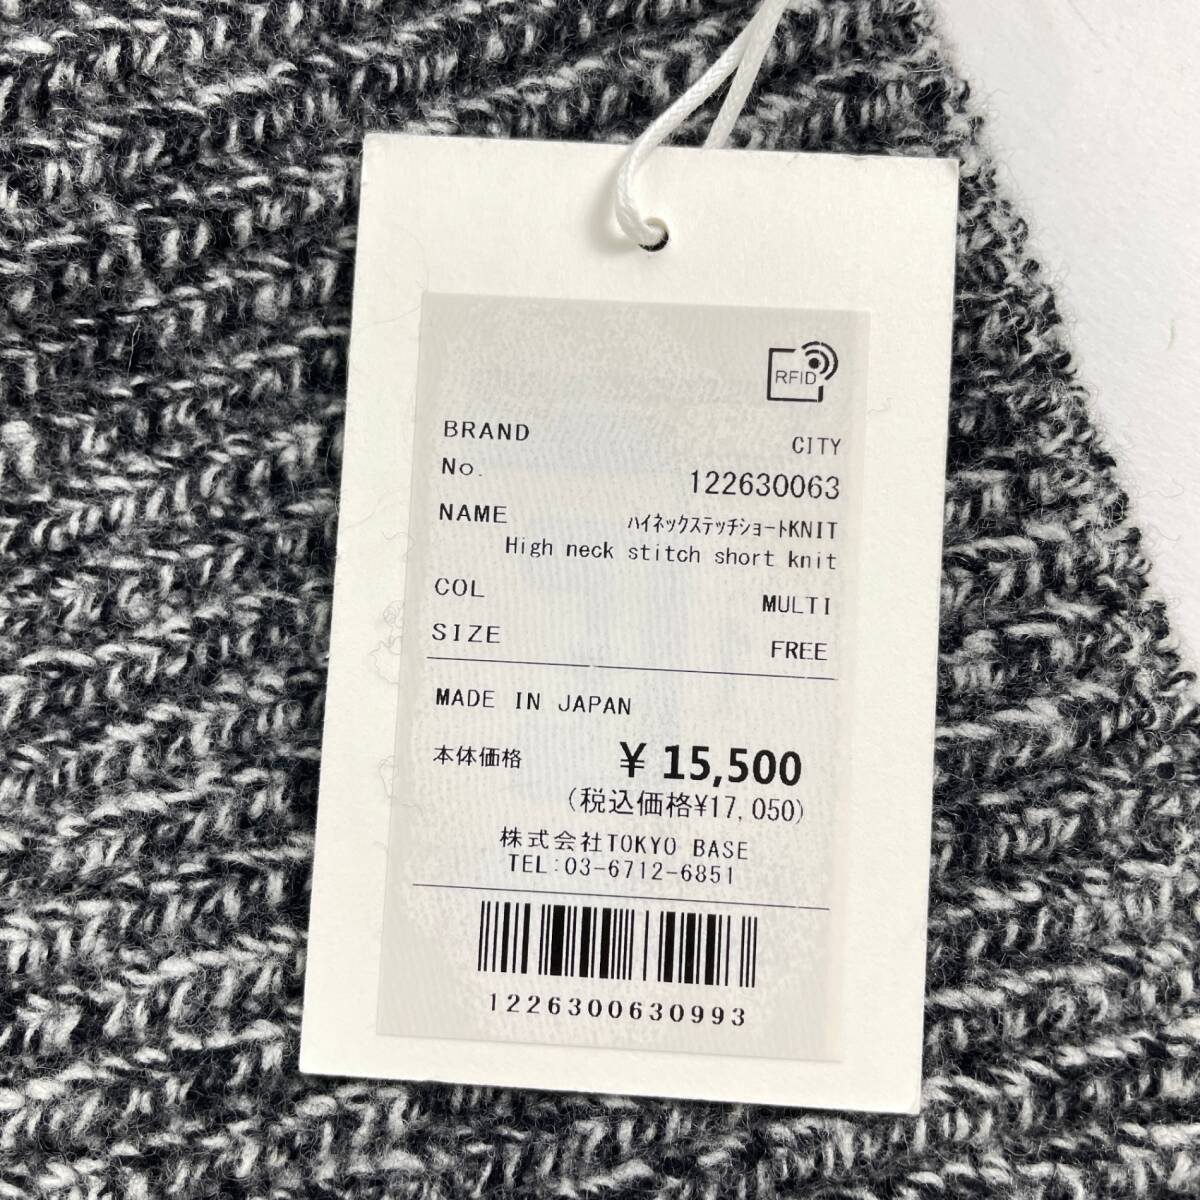 RFID
BRAND CITY
No. 122630063
NAME ﾊｲﾈｯｸｽﾃｯﾁｼｮｰﾄKNIT
High neck stitch short knit
COL MULTI
SIZE FREE
MADE IN JAPAN
本体価格 ¥ 15,500
(税込価格¥17,050)
株式会社TOKYO BASE
TEL:03-6712-6851
1226300630993